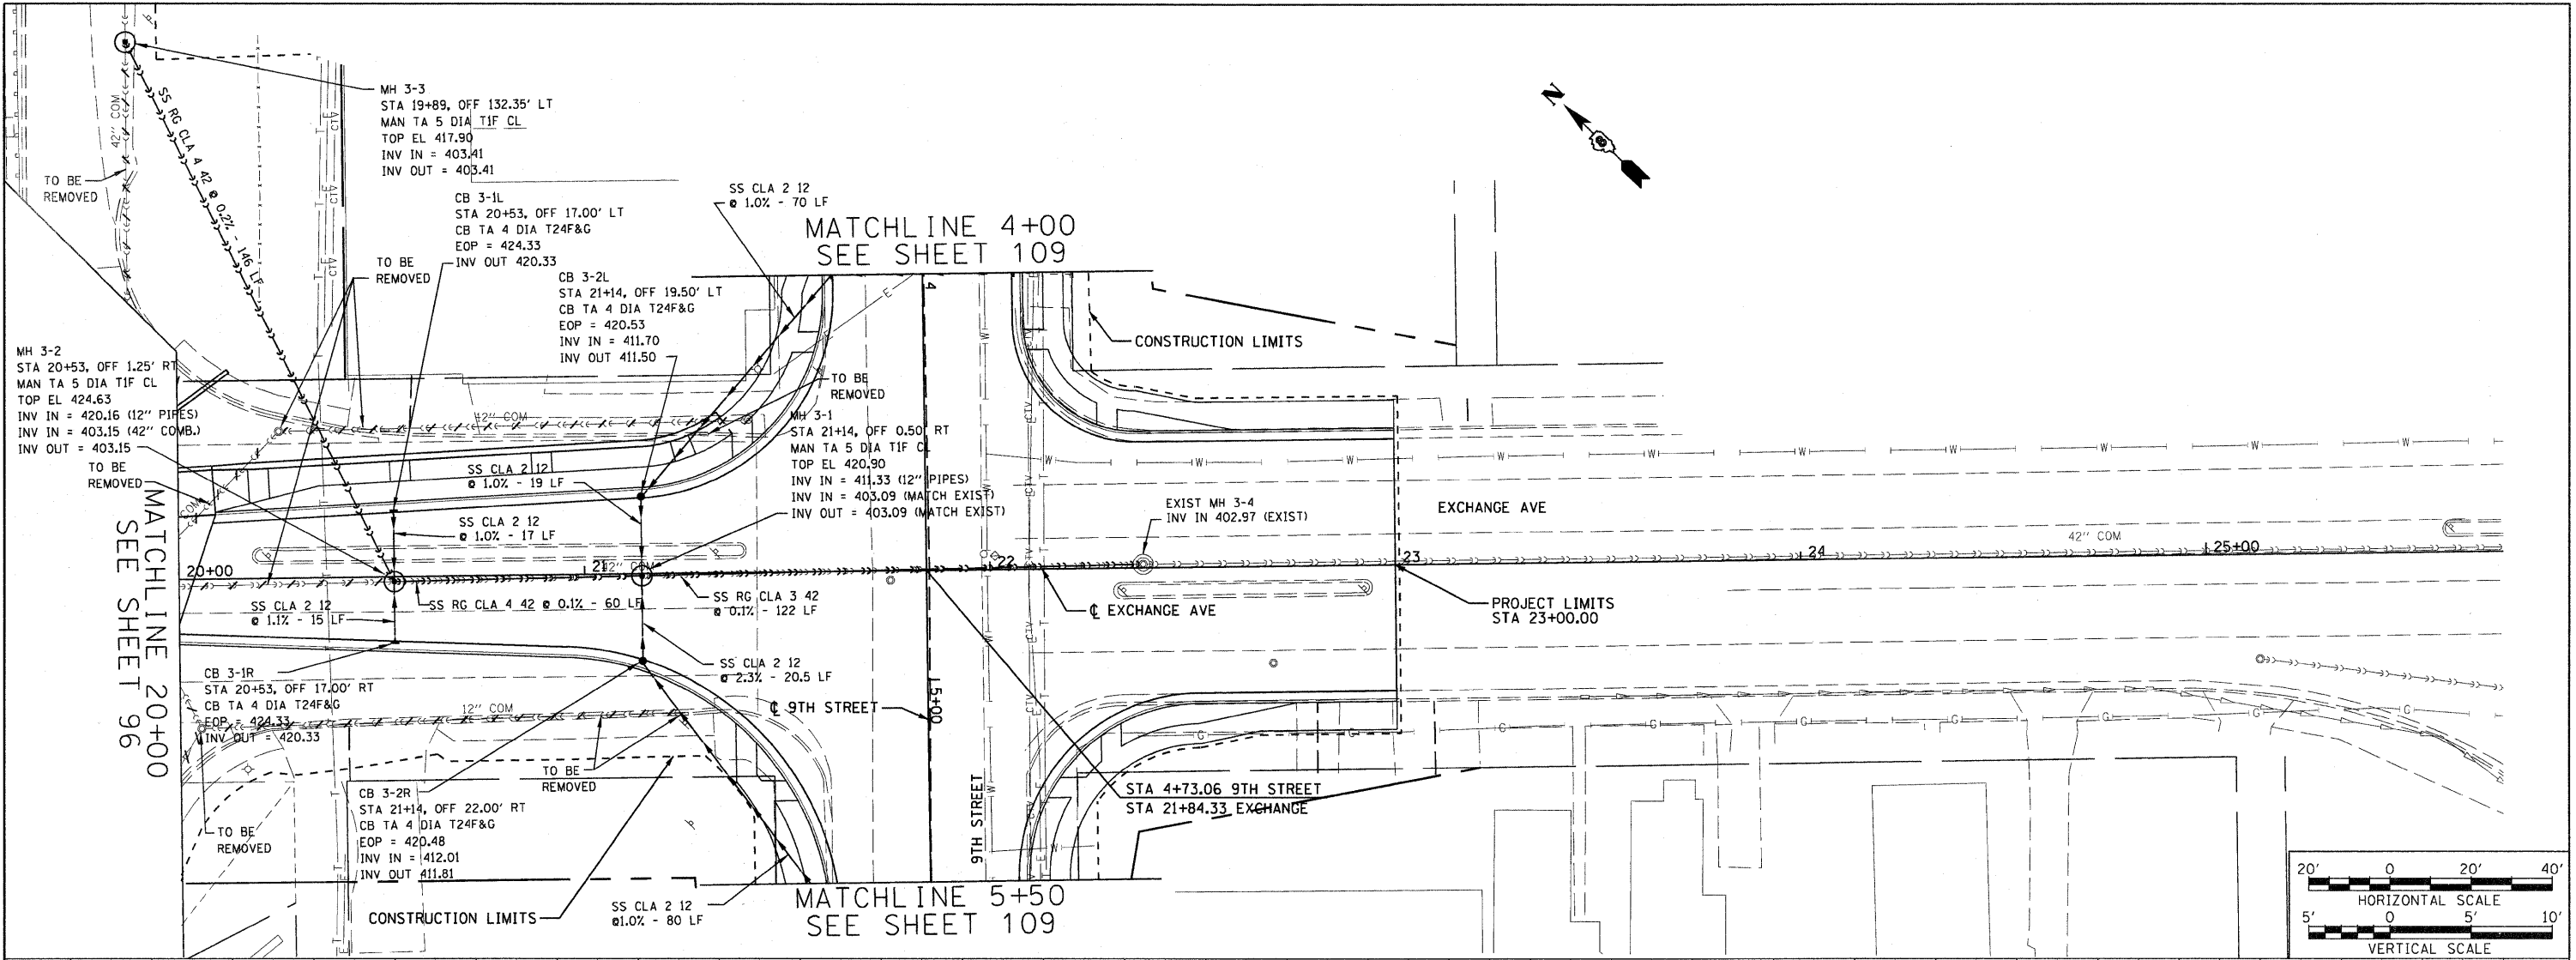 MH 3-3
STA 19+89, OFF 132.35' LT
MAN TA 5 DIA T1F CL
TOP EL 417.90
INV IN = 403.41
INV OUT = 403.41
42" COM
SS RG CLA 4 42 @ 0.2% - 146 LF
TO BE
REMOVED
CTV
CTV
CTV
CB 3-1L
STA 20+53, OFF 17.00' LT
CB TA 4 DIA T24F&G
EOP = 424.33
INV OUT 420.33
TO BE
REMOVED
SS CLA 2 12
@ 1.0% - 70 LF
MATCHLINE 4+00
SEE SHEET 109
N
CB 3-2L
STA 21+14, OFF 19.50' LT
CB TA 4 DIA T24F&G
EOP = 420.53
INV IN = 411.70
INV OUT 411.50
4
CONSTRUCTION LIMITS
MH 3-2
STA 20+53, OFF 1.25' RT
MAN TA 5 DIA T1F CL
TOP EL 424.63
INV IN = 420.16 (12" PIPES)
INV IN = 403.15 (42" COMB.)
INV OUT = 403.15
TO BE
REMOVED
TO BE
REMOVED
12" COM
MH 3-1
STA 21+14, OFF 0.50' RT
MAN TA 5 DIA T1F CL
TOP EL 420.90
INV IN = 411.33 (12" PIPES)
INV IN = 403.09 (MATCH EXIST)
INV OUT = 403.09 (MATCH EXIST)
SS CLA 2 12
@ 1.0% - 19 LF
SS CLA 2 12
@ 1.0% - 17 LF
EXIST MH 3-4
INV IN 402.97 (EXIST)
EXCHANGE AVE
42" COM
MATCHLINE 20+00
SEE SHEET 96
20+00
21
42" COM
22
23
24
25+00
SS CLA 2 12
@ 1.1% - 15 LF
SS RG CLA 4 42 @ 0.1% - 60 LF
SS RG CLA 3 42
@ 0.1% - 122 LF
℄ EXCHANGE AVE
PROJECT LIMITS
STA 23+00.00
SS CLA 2 12
@ 2.3% - 20.5 LF
CB 3-1R
STA 20+53, OFF 17.00' RT
CB TA 4 DIA T24F&G
EOP = 424.33
INV OUT = 420.33
12" COM
℄ 9TH STREET
5+00
TO BE
REMOVED
TO BE
REMOVED
CB 3-2R
STA 21+14, OFF 22.00' RT
CB TA 4 DIA T24F&G
EOP = 420.48
INV IN = 412.01
INV OUT 411.81
9TH STREET
STA 4+73.06 9TH STREET
STA 21+84.33 EXCHANGE
CONSTRUCTION LIMITS
SS CLA 2 12
@1.0% - 80 LF
MATCHLINE 5+50
SEE SHEET 109
20' 0 20' 40'
HORIZONTAL SCALE
5' 0 5' 10'
VERTICAL SCALE